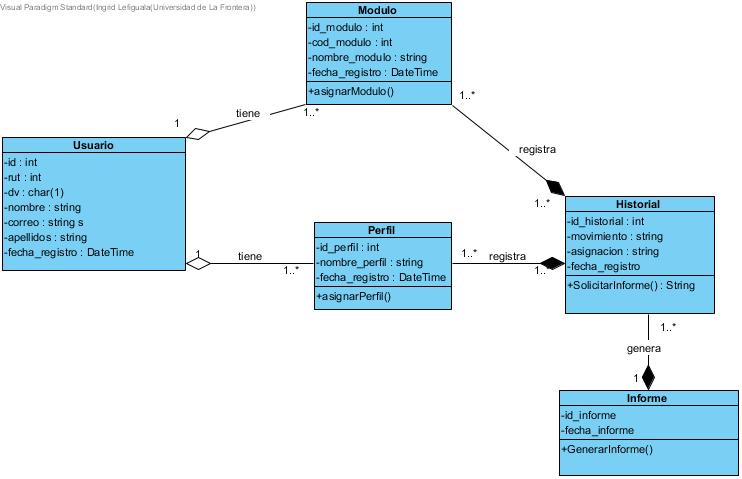 Visual Paradigm Standard(Ingrid Lefiguala(Universidad de La Frontera))
Modulo
-id_modulo : int
-cod_modulo : int
-nombre_modulo : string
-fecha_registro : DateTime
+asignarModulo()
1
tiene
1..*
1..*
registra
1..*
Usuario
-id : int
-rut : int
-dv : char(1)
-nombre : string
-correo : string s
-apellidos : string
-fecha_registro : DateTime
1
tiene
1..*
Perfil
-id_perfil : int
-nombre_perfil : string
-fecha_registro : DateTime
+asignarPerfil()
1..*
registra
1..*
Historial
-id_historial : int
-movimiento : string
-asignacion : string
-fecha_registro
+SolicitarInforme() : String
1..*
genera
1
Informe
-id_informe
-fecha_informe
+GenerarInforme()